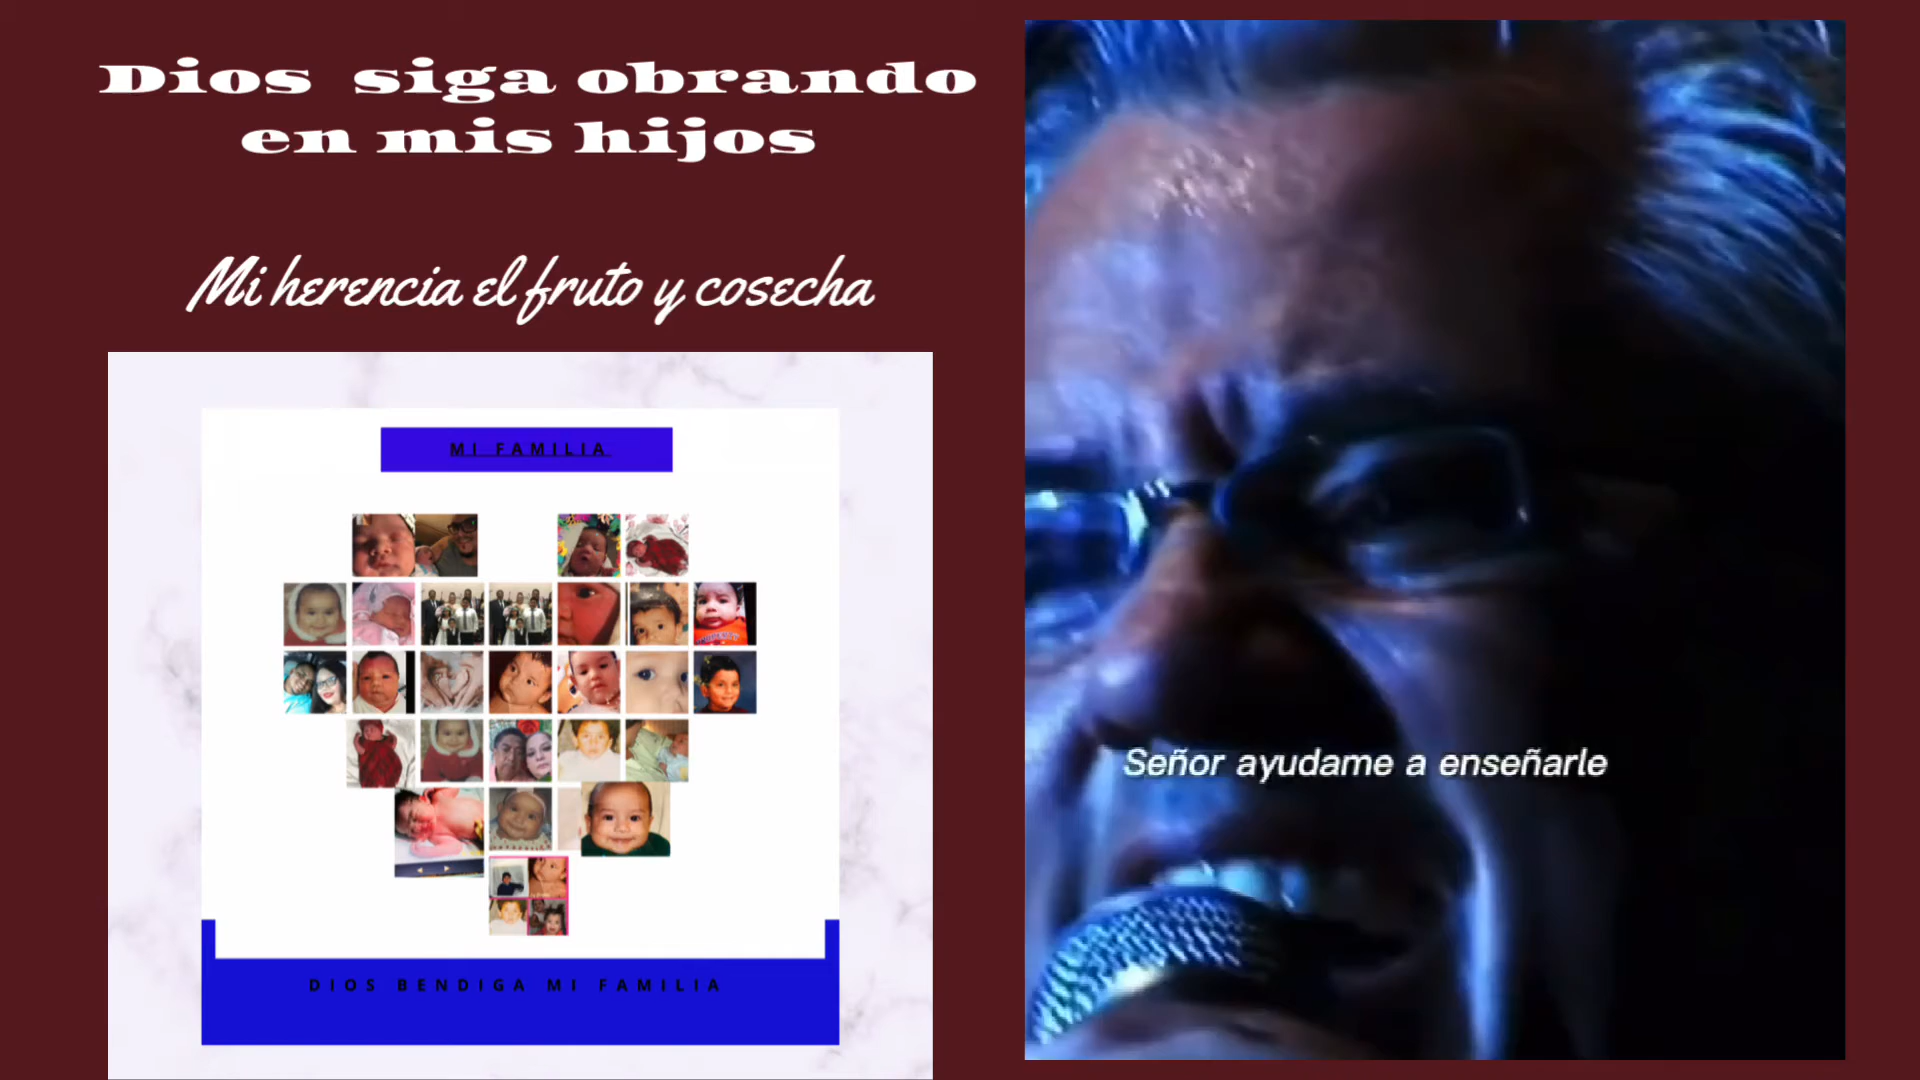 Dios siga obrando
en mis hijos
Mi herencia el fruto y cosecha
MI FAMILIA
DIOS BENDIGA MI FAMILIA
Señor ayudame a enseñarle